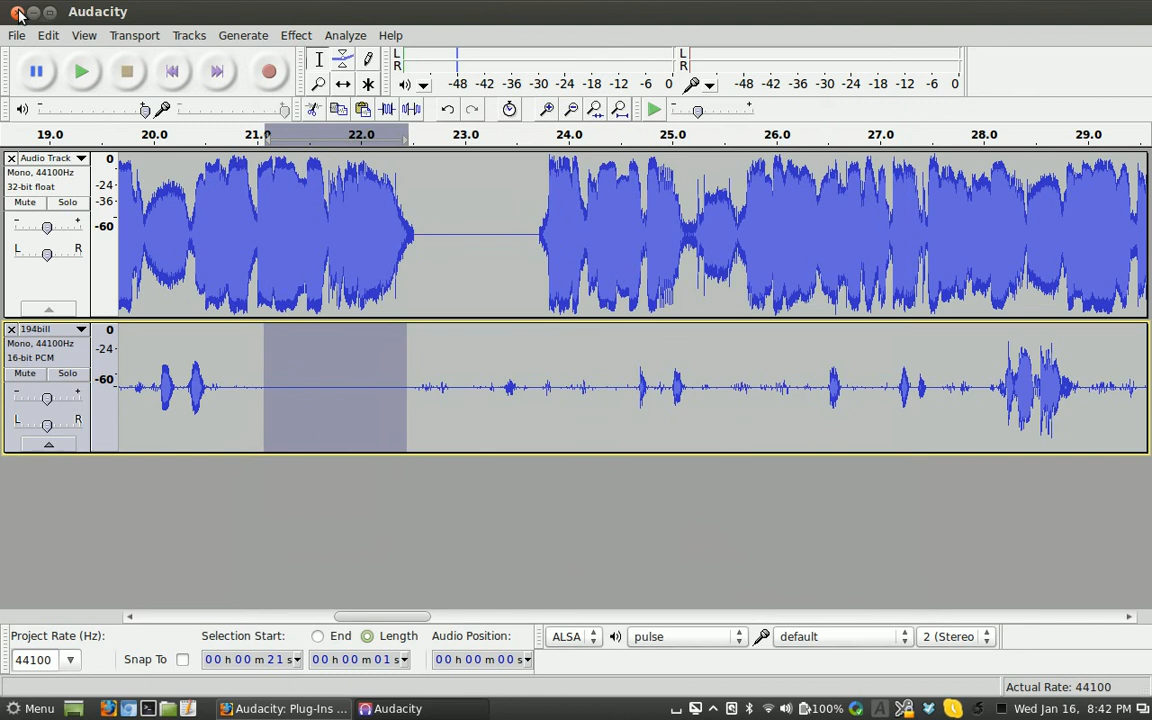 Audacity
File Edit View Transport Tracks Generate Effect Analyze Help
L
R
-48 -42 -36 -30 -24 -18 -12 -6 0
L
R
-48 -42 -36 -30 -24 -18 -12 -6 0
- + - +
- +
19.0 20.0 21.0 22.0 23.0 24.0 25.0 26.0 27.0 28.0 29.0
Audio Track
Mono, 44100Hz
32-bit float
Mute Solo
- +
L R
0
-24
-36
-60
194bill
Mono, 44100Hz
16-bit PCM
Mute Solo
- +
L R
0
-24
-60
Project Rate (Hz): Selection Start: End Length Audio Position:
44100 Snap To 00 h 00 m 21 s 00 h 00 m 01 s 00 h 00 m 00 s
ALSA pulse default 2 (Stereo
Actual Rate: 44100
Menu Audacity: Plug-Ins ... Audacity 100% Wed Jan 16, 8:42 PM